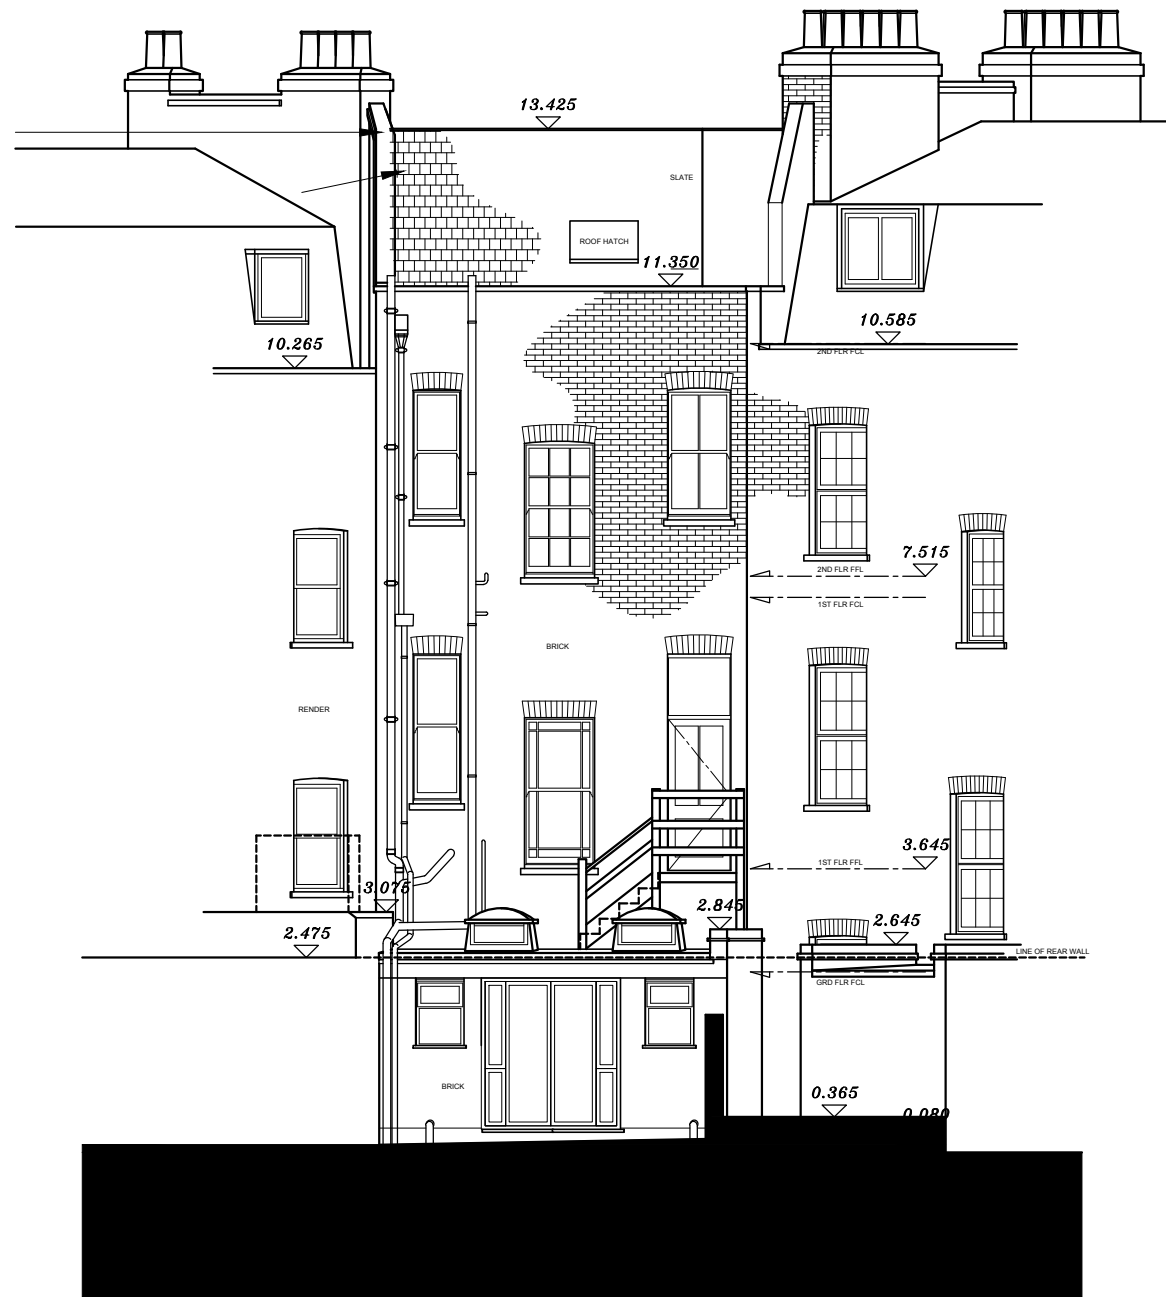 13.425
SLATE
ROOF HATCH
11.350
10.585
10.265
2ND FLR FCL
7.515
2ND FLR FFL
1ST FLR FCL
BRICK
RENDER
3.645
1ST FLR FFL
3.075
2.845
2.645
2.475
LINE OF REAR WALL
GRD FLR FCL
BRICK
0.365
0.080